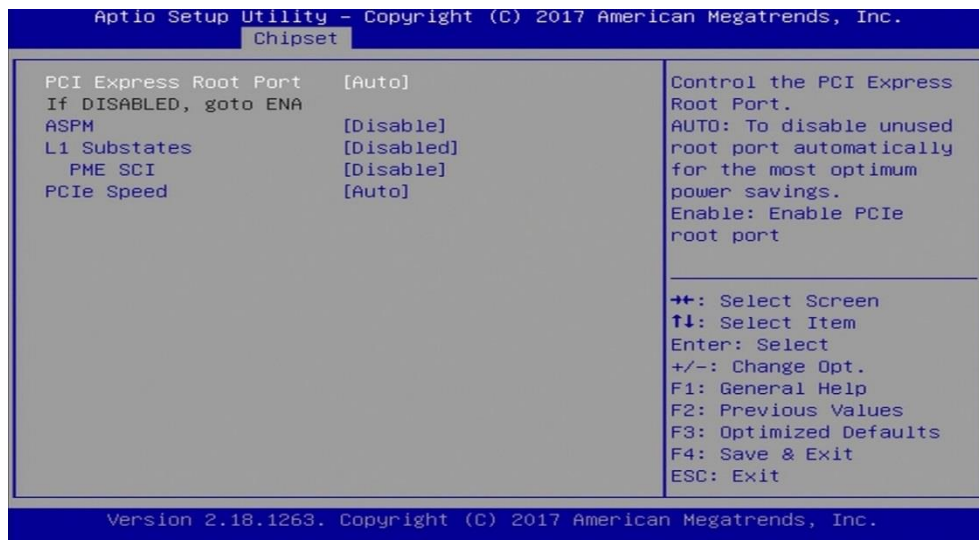 Aptio Setup Utility – Copyright (C) 2017 American Megatrends, Inc.
Chipset
PCI Express Root Port [Auto]
If DISABLED, goto ENA
ASPM [Disable]
L1 Substates [Disabled]
PME SCI [Disable]
PCIe Speed [Auto]
Control the PCI Express
Root Port.
AUTO: To disable unused
root port automatically
for the most optimum
power savings.
Enable: Enable PCIe
root port
→←: Select Screen
↑↓: Select Item
Enter: Select
+/-: Change Opt.
F1: General Help
F2: Previous Values
F3: Optimized Defaults
F4: Save & Exit
ESC: Exit
Version 2.18.1263. Copyright (C) 2017 American Megatrends, Inc.